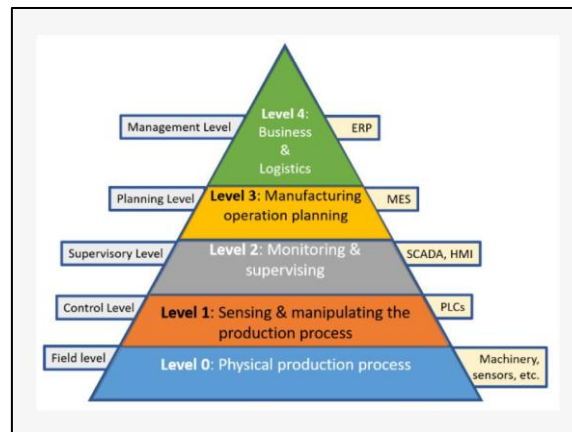 Level 4:
Business
&
Logistics
Management Level
ERP
Level 3: Manufacturing
operation planning
Planning Level
MES
Level 2: Monitoring &
supervising
Supervisory Level
SCADA, HMI
Level 1: Sensing & manipulating the
production process
Control Level
PLCs
Level 0: Physical production process
Field level
Machinery,
sensors, etc.